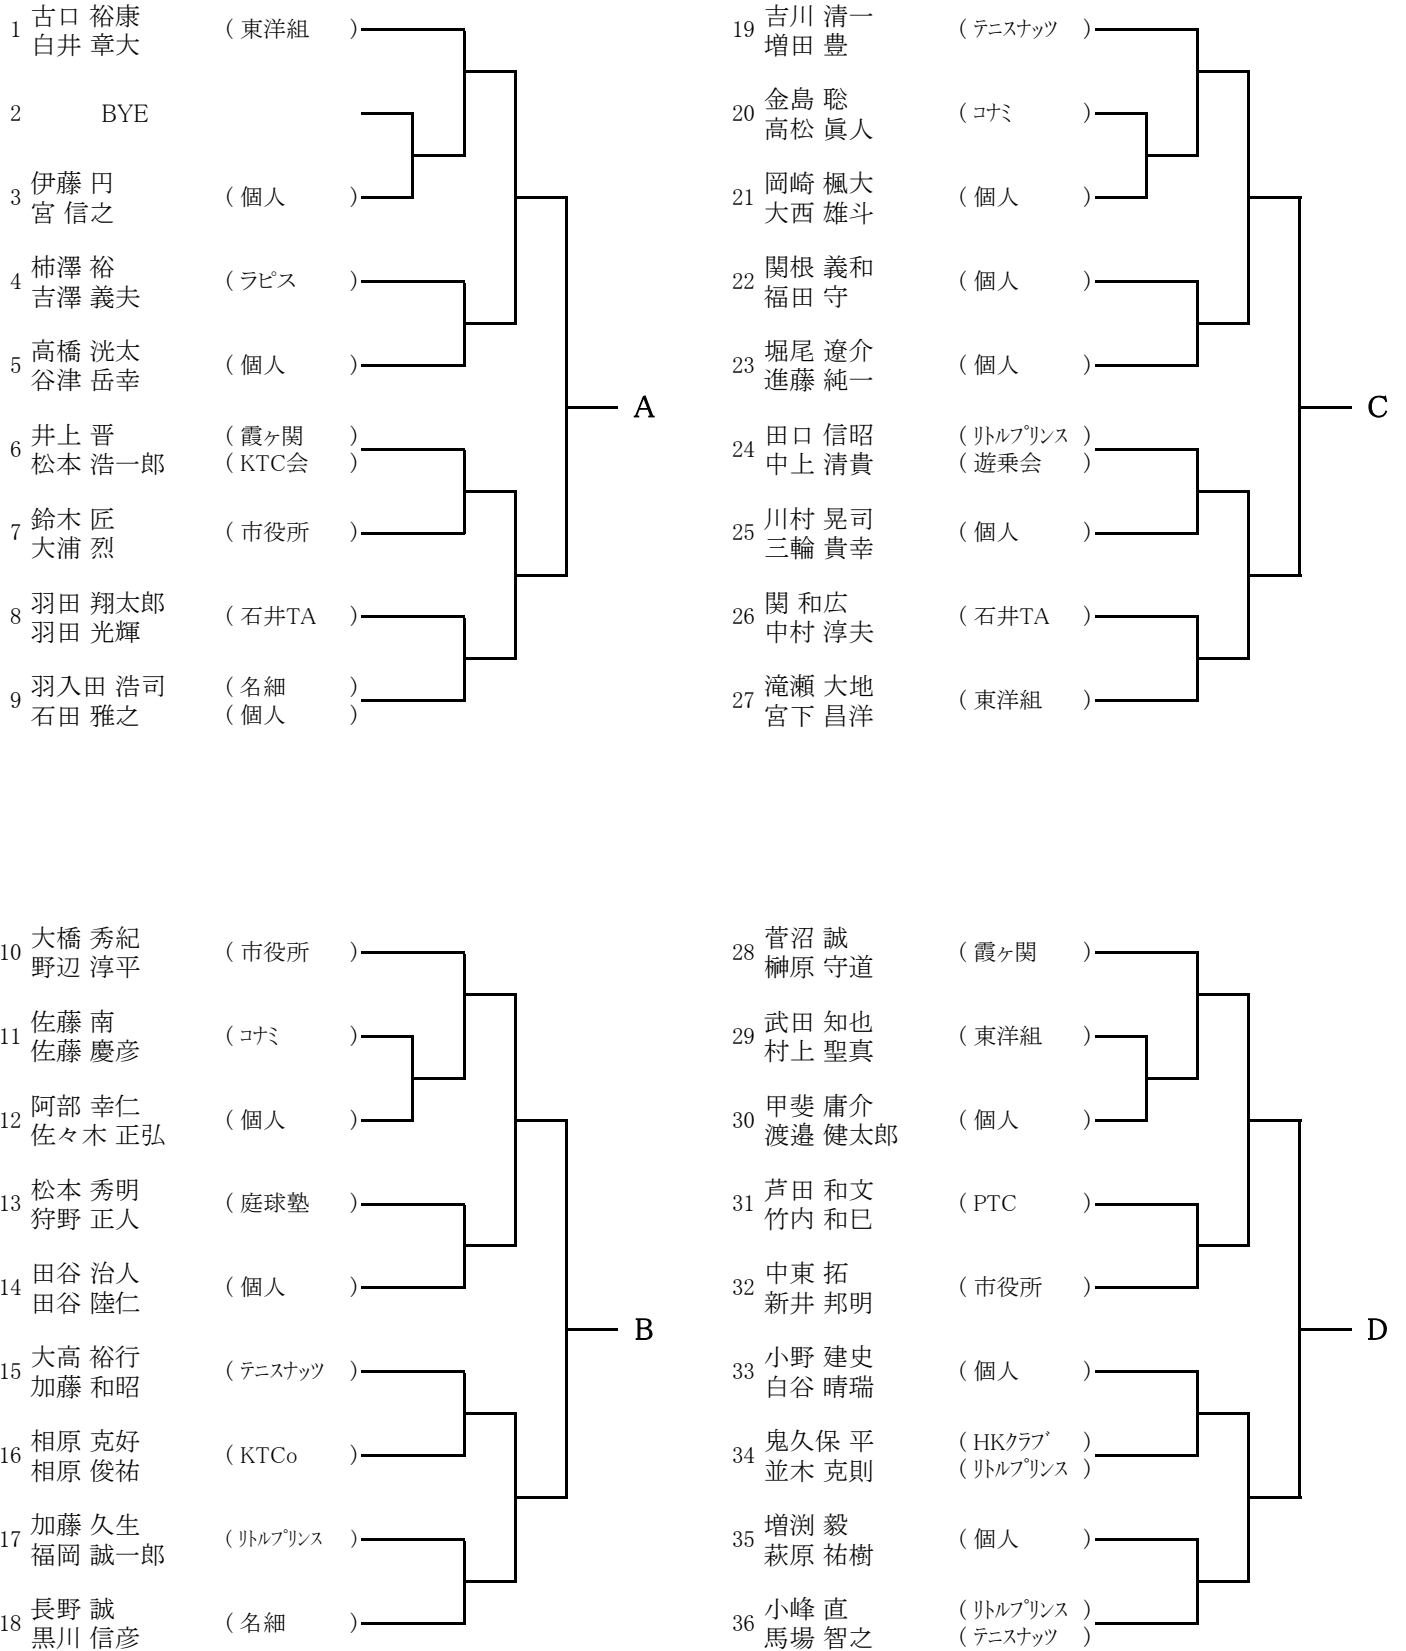 1 古口 裕康 ( 東洋組 )
白井 章大
2 BYE
3 伊藤 円 ( 個人 )
宮 信之
4 柿澤 裕 ( ラピス )
吉澤 義夫
5 高橋 洸太 ( 個人 )
谷津 岳幸
A
6 井上 晋 ( 霞ヶ関 )
松本 浩一郎 ( KTC会 )
7 鈴木 匠 ( 市役所 )
大浦 烈
8 羽田 翔太郎 ( 石井TA )
羽田 光輝
9 羽入田 浩司 ( 名細 )
石田 雅之 ( 個人 )
10 大橋 秀紀 ( 市役所 )
野辺 淳平
11 佐藤 南 ( ｺﾅﾐ )
佐藤 慶彦
12 阿部 幸仁 ( 個人 )
佐々木 正弘
13 松本 秀明 ( 庭球塾 )
狩野 正人
14 田谷 治人 ( 個人 )
田谷 陸仁
B
15 大高 裕行 ( ﾃﾆｽﾅｯﾂ )
加藤 和昭
16 相原 克好 ( KTCo )
相原 俊祐
17 加藤 久生 ( ﾘﾄﾙﾌﾟﾘﾝｽ )
福岡 誠一郎
18 長野 誠 ( 名細 )
黒川 信彦
19 吉川 清一 ( ﾃﾆｽﾅｯﾂ )
増田 豊
20 金島 聡 ( ｺﾅﾐ )
高松 眞人
21 岡崎 楓大 ( 個人 )
大西 雄斗
22 関根 義和 ( 個人 )
福田 守
23 堀尾 遼介 ( 個人 )
進藤 純一
C
24 田口 信昭 ( ﾘﾄﾙﾌﾟﾘﾝｽ )
中上 清貴 ( 遊乗会 )
25 川村 晃司 ( 個人 )
三輪 貴幸
26 関 和広 ( 石井TA )
中村 淳夫
27 滝瀬 大地 ( 東洋組 )
宮下 昌洋
28 菅沼 誠 ( 霞ヶ関 )
榊原 守道
29 武田 知也 ( 東洋組 )
村上 聖真
30 甲斐 庸介 ( 個人 )
渡邉 健太郎
31 芦田 和文 ( PTC )
竹内 和巳
32 中東 拓 ( 市役所 )
新井 邦明
D
33 小野 建史 ( 個人 )
白谷 晴瑞
34 鬼久保 平 ( HKｸﾗﾌﾞ )
並木 克則 ( ﾘﾄﾙﾌﾟﾘﾝｽ )
35 増渕 毅 ( 個人 )
萩原 祐樹
36 小峰 直 ( ﾘﾄﾙﾌﾟﾘﾝｽ )
馬場 智之 ( ﾃﾆｽﾅｯﾂ )